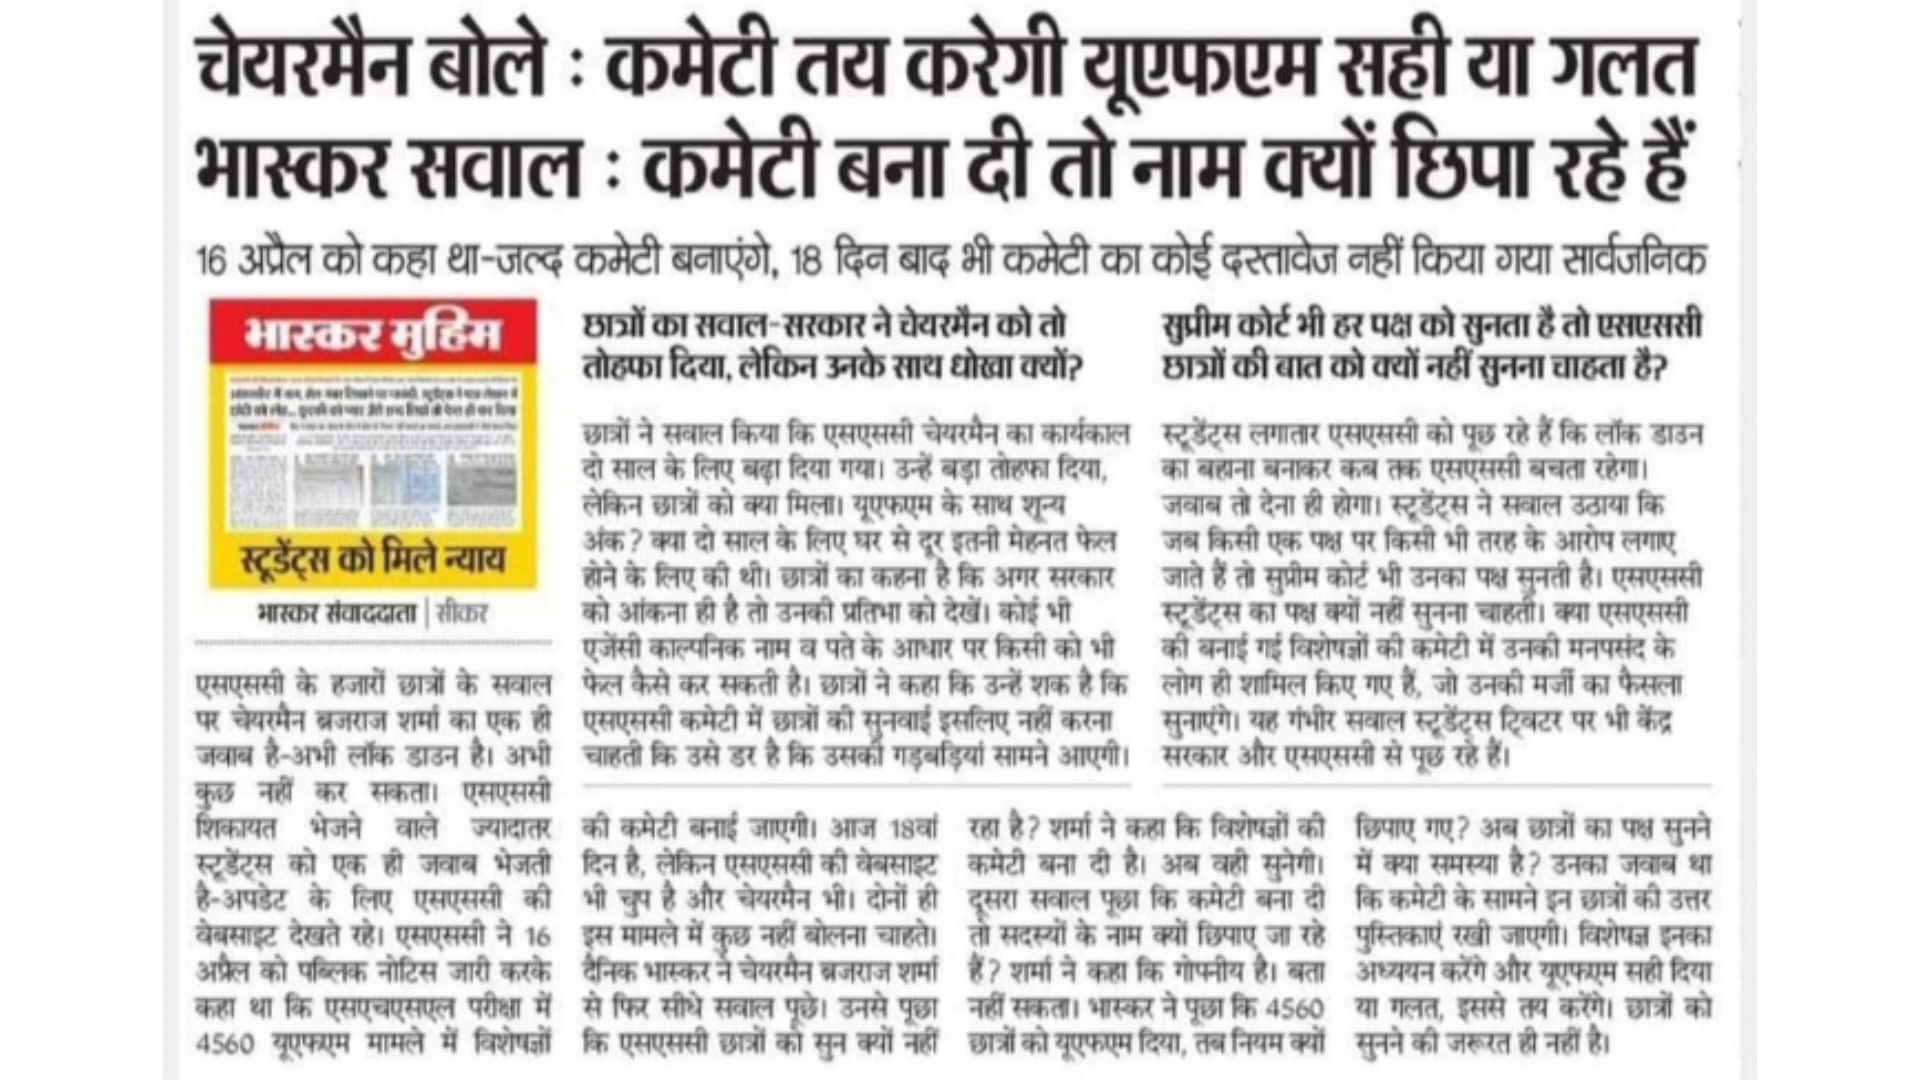 चेयरमैन बोले : कमेटी तय करेगी यूएफएम सही या गलत
भास्कर सवाल : कमेटी बना दी तो नाम क्यों छिपा रहे हैं
16 अप्रैल को कहा था-जल्द कमेटी बनाएंगे, 18 दिन बाद भी कमेटी का कोई दस्तावेज नहीं किया गया सार्वजनिक
भास्कर मुहिम
स्टूडेंट्स को मिले न्याय
भास्कर संवाददाता | सीकर
एसएससी के हजारों छात्रों के सवाल
पर चेयरमैन ब्रजराज शर्मा का एक ही
जवाब है-अभी लॉक डाउन है। अभी
कुछ नहीं कर सकता। एसएससी
शिकायत भेजने वाले ज्यादातर
स्टूडेंट्स को एक ही जवाब भेजती
है-अपडेट के लिए एसएससी की
वेबसाइट देखते रहे। एसएससी ने 16
अप्रैल को पब्लिक नोटिस जारी करके
कहा था कि एसएचएसएल परीक्षा में
4560 यूएफएम मामले में विशेषज्ञों
छात्रों का सवाल-सरकार ने चेयरमैन को तो
तोहफा दिया, लेकिन उनके साथ धोखा क्यों?
छात्रों ने सवाल किया कि एसएससी चेयरमैन का कार्यकाल
दो साल के लिए बढ़ा दिया गया। उन्हें बड़ा तोहफा दिया,
लेकिन छात्रों को क्या मिला। यूएफएम के साथ शून्य
अंक? क्या दो साल के लिए घर से दूर इतनी मेहनत फेल
होने के लिए की थी। छात्रों का कहना है कि अगर सरकार
को आंकना ही है तो उनकी प्रतिभा को देखें। कोई भी
एजेंसी काल्पनिक नाम व पते के आधार पर किसी को भी
फेल कैसे कर सकती है। छात्रों ने कहा कि उन्हें शक है कि
एसएससी कमेटी में छात्रों की सुनवाई इसलिए नहीं करना
चाहती कि उसे डर है कि उसकी गड़बड़ियां सामने आएगी।
सुप्रीम कोर्ट भी हर पक्ष को सुनता है तो एसएससी
छात्रों की बात को क्यों नहीं सुनना चाहता है?
स्टूडेंट्स लगातार एसएससी को पूछ रहे हैं कि लॉक डाउन
का बहाना बनाकर कब तक एसएससी बचता रहेगा।
जवाब तो देना ही होगा। स्टूडेंट्स ने सवाल उठाया कि
जब किसी एक पक्ष पर किसी भी तरह के आरोप लगाए
जाते हैं तो सुप्रीम कोर्ट भी उनका पक्ष सुनती है। एसएससी
स्टूडेंट्स का पक्ष क्यों नहीं सुनना चाहती। क्या एसएससी
की बनाई गई विशेषज्ञों की कमेटी में उनकी मनपसंद के
लोग ही शामिल किए गए हैं, जो उनकी मर्जी का फैसला
सुनाएंगे। यह गंभीर सवाल स्टूडेंट्स ट्विटर पर भी केंद्र
सरकार और एसएससी से पूछ रहे हैं।
की कमेटी बनाई जाएगी। आज 18वां
दिन है, लेकिन एसएससी की वेबसाइट
भी चुप है और चेयरमैन भी। दोनों ही
इस मामले में कुछ नहीं बोलना चाहते।
दैनिक भास्कर ने चेयरमैन ब्रजराज शर्मा
से फिर सीधे सवाल पूछे। उनसे पूछा
कि एसएससी छात्रों को सुन क्यों नहीं
रहा है? शर्मा ने कहा कि विशेषज्ञों की
कमेटी बना दी है। अब वही सुनेगी।
दूसरा सवाल पूछा कि कमेटी बना दी
तो सदस्यों के नाम क्यों छिपाए जा रहे
हैं? शर्मा ने कहा कि गोपनीय है। बता
नहीं सकता। भास्कर ने पूछा कि 4560
छात्रों को यूएफएम दिया, तब नियम क्यों
छिपाए गए? अब छात्रों का पक्ष सुनने
में क्या समस्या है? उनका जवाब था
कि कमेटी के सामने इन छात्रों की उत्तर
पुस्तिकाएं रखी जाएगी। विशेषज्ञ इनका
अध्ययन करेंगे और यूएफएम सही दिया
या गलत, इससे तय करेंगे। छात्रों को
सुनने की जरूरत ही नहीं है।